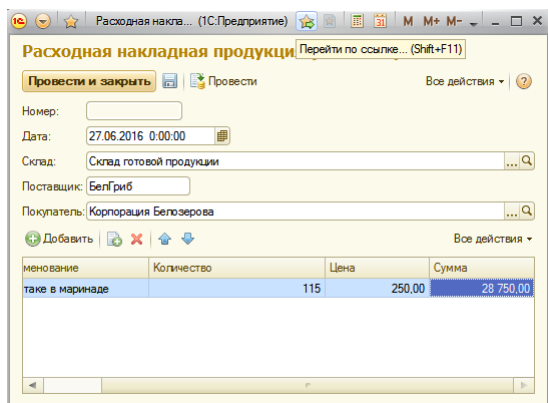 Расходная накла... (1С:Предприятие) 31 M M+ M-
Расходная накладная продукци
Перейти по ссылке... (Shift+F11)
Провести и закрыть Провести Все действия
Номер:
Дата: 27.06.2016 0:00:00
Склад: Склад готовой продукции ...
Поставщик: БелГриб
Покупатель: Корпорация Белозерова ...
Добавить Все действия
менование Количество Цена Сумма
таке в маринаде 115 250,00 28 750,00